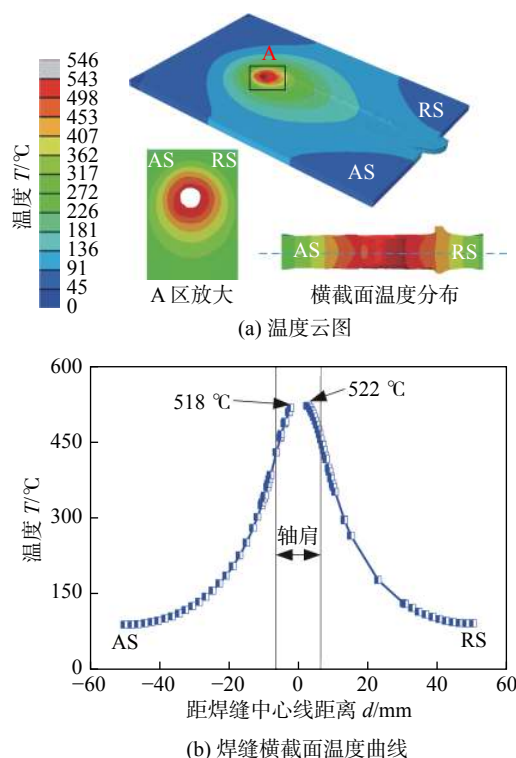 A
546
543
498
453
407
362
317
272
226
181
136
91
45
0
温度 T/℃
RS
AS
AS RS
AS RS
A 区放大
横截面温度分布
(a) 温度云图
600
450
300
150
0
温度 T/℃
518 ℃
522 ℃
轴肩
AS
RS
−60 −40 −20 0 20 40 60
距焊缝中心线距离 d/mm
(b) 焊缝横截面温度曲线